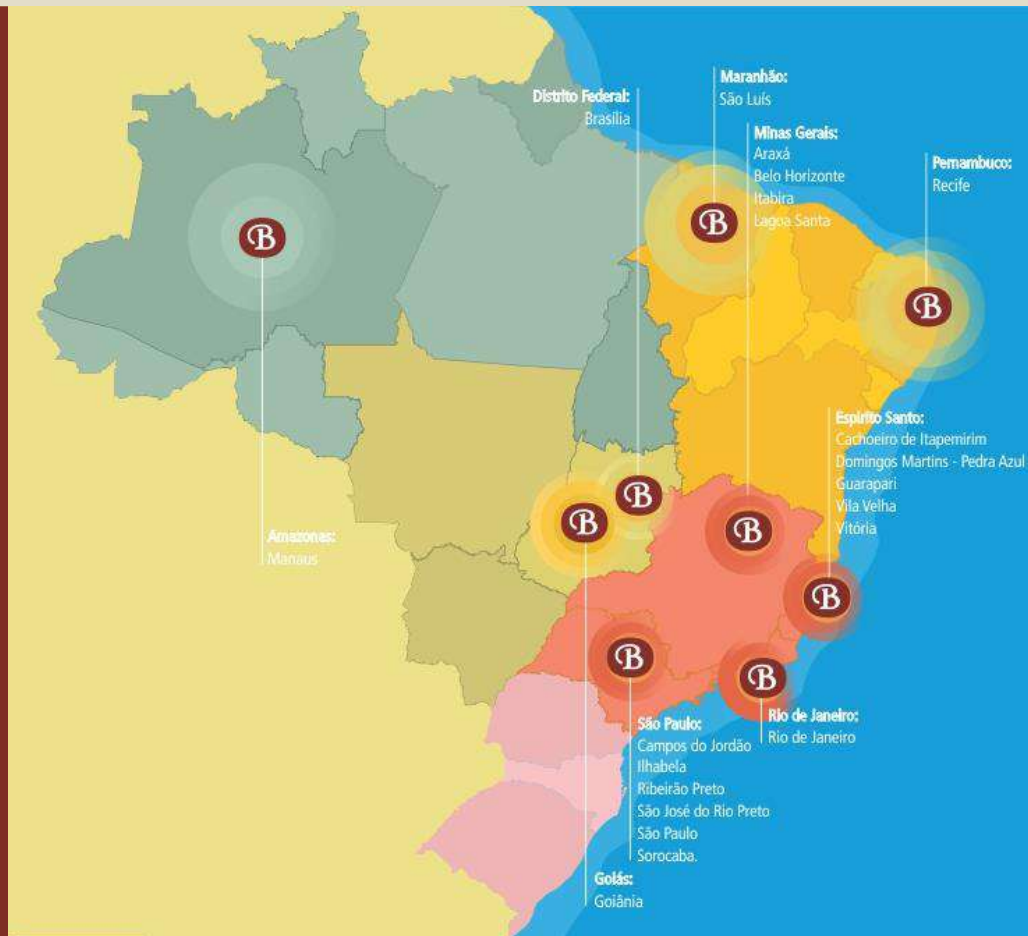 Maranhão:
São Luís
Distrito Federal:
Brasília
Minas Gerais:
Araxá
Belo Horizonte
Itabira
Lagoa Santa
Pernambuco:
Recife
B
B
B
Espírito Santo:
Cachoeiro de Itapemirim
Domingos Martins - Pedra Azul
Guarapari
Vila Velha
Vitória
B
B
B
Amazonas:
Manaus
B
B
B
São Paulo:
Campos do Jordão
Ilhabela
Ribeirão Preto
São José do Rio Preto
São Paulo
Sorocaba.
Rio de Janeiro:
Rio de Janeiro
Goiás:
Goiânia